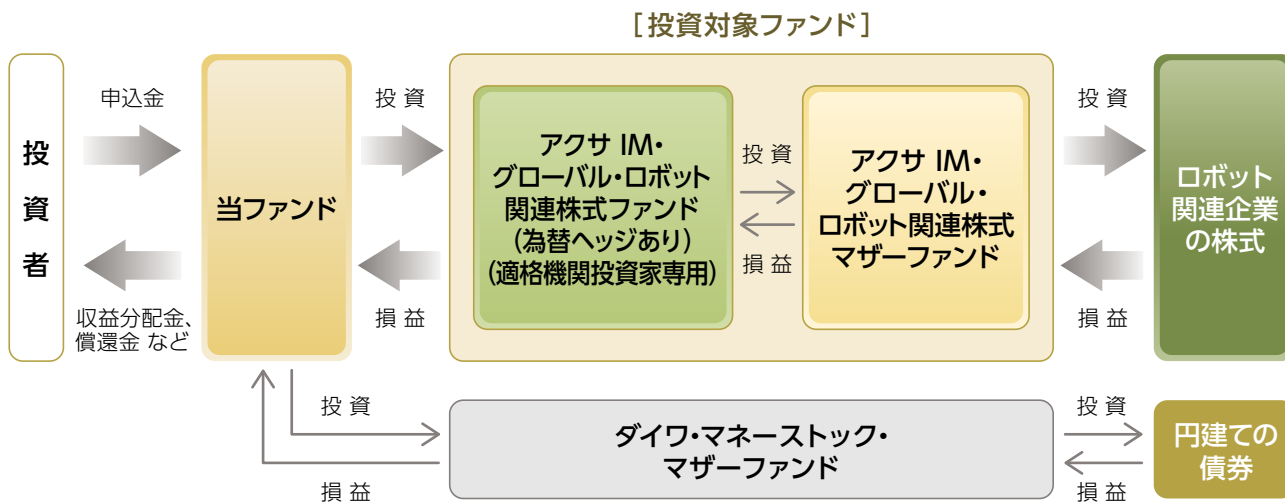 ［投資対象ファンド］
投資者
申込金
収益分配金、
償還金 など
当ファンド
投 資
損 益
アクサ IM・
グローバル・ロボット
関連株式ファンド
(為替ヘッジあり)
(適格機関投資家専用)
投 資
損 益
アクサ IM・
グローバル・
ロボット関連株式
マザーファンド
投 資
損 益
ロボット
関連企業
の株式
投 資
損 益
ダイワ・マネーストック・
マザーファンド
投 資
損 益
円建ての
債券